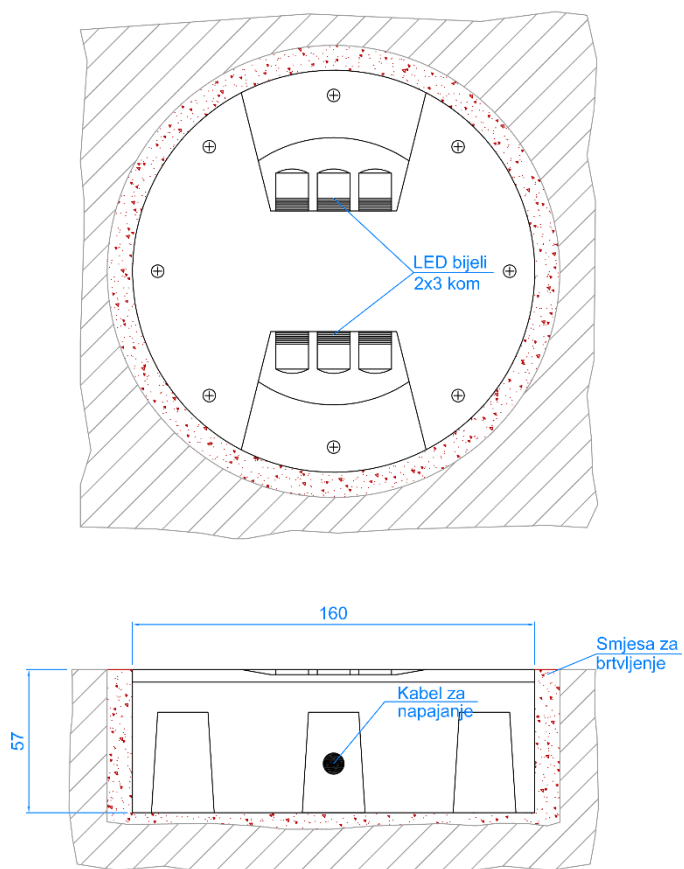 LED bijeli
2x3 kom
160
Smjesa za
brtvljenje
Kabel za
napajanje
57